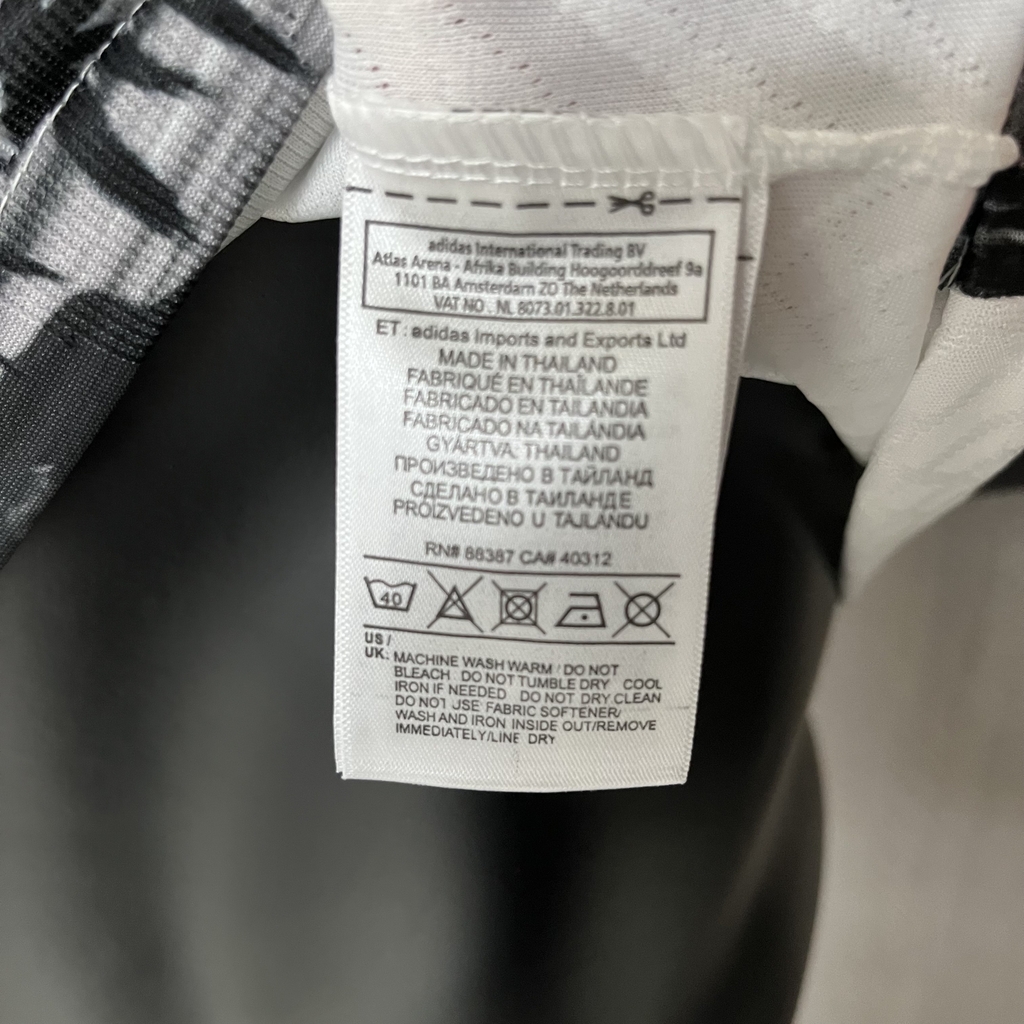 adidas International Trading BV
Atlas Arena - Afrika Building Hoogoorddreef 9a
1101 BA Amsterdam ZO The Netherlands
VAT NO . NL 8073.01.322.8.01
ET : adidas Imports and Exports Ltd
MADE IN THAILAND
FABRIQUÉ EN THAÏLANDE
FABRICADO EN TAILANDIA
FABRICADO NA TAILÂNDIA
GYÁRTVA: THAILAND
ПРОИЗВЕДЕНО В ТАЙЛАНД
СДЕЛАНО В ТАИЛАНДЕ
PROIZVEDENO U TAJLANDU
RN# 88387 CA# 40312
40
US /
UK: MACHINE WASH WARM / DO NOT
BLEACH DO NOT TUMBLE DRY COOL
IRON IF NEEDED DO NOT DRY CLEAN
DO NOT USE FABRIC SOFTENER/
WASH AND IRON INSIDE OUT/REMOVE
IMMEDIATELY/LINE DRY